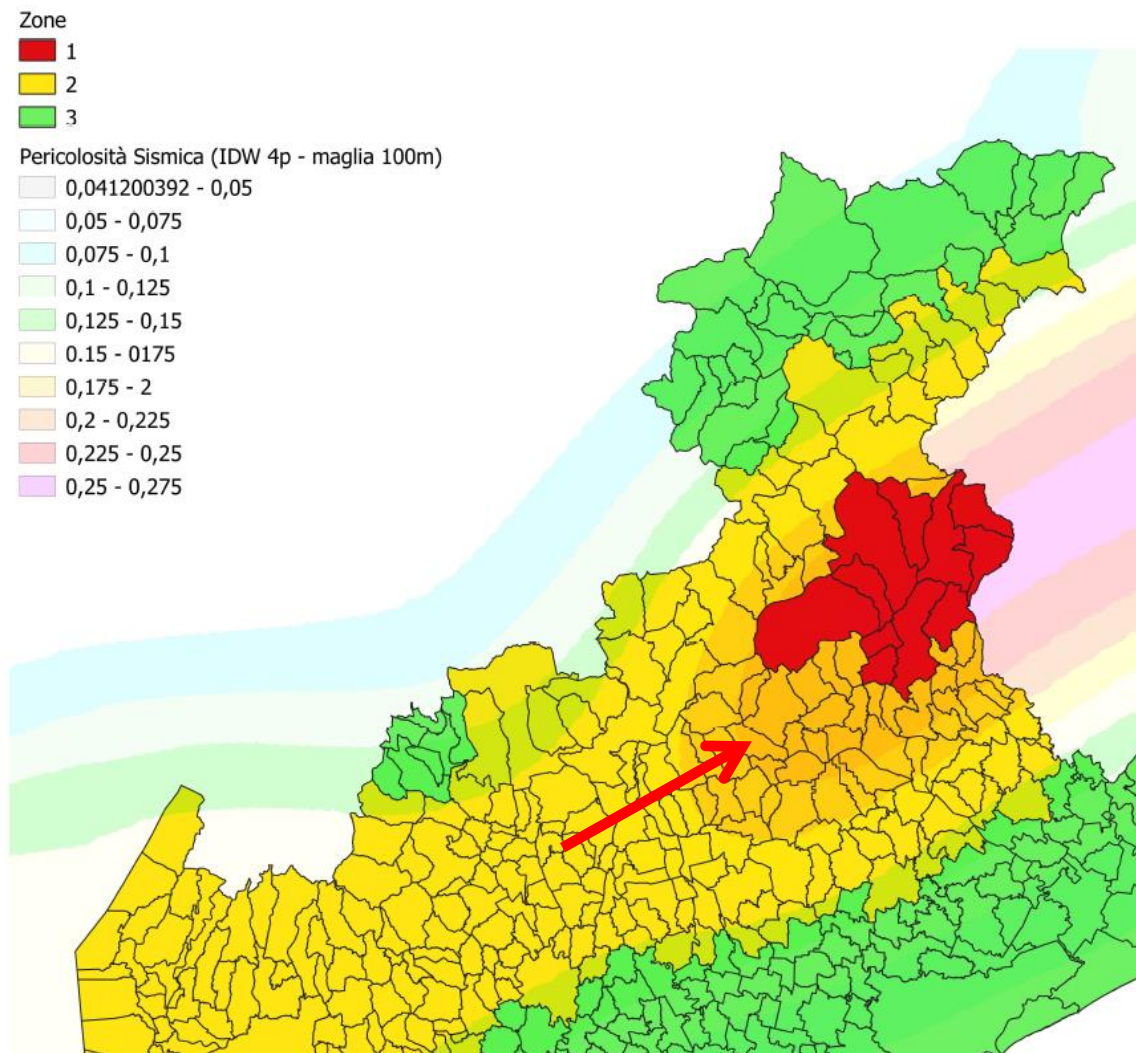 Zone
1
2
3
Pericolosità Sismica (IDW 4p - maglia 100m)
0,041200392 - 0,05
0,05 - 0,075
0,075 - 0,1
0,1 - 0,125
0,125 - 0,15
0.15 - 0175
0,175 - 2
0,2 - 0,225
0,225 - 0,25
0,25 - 0,275